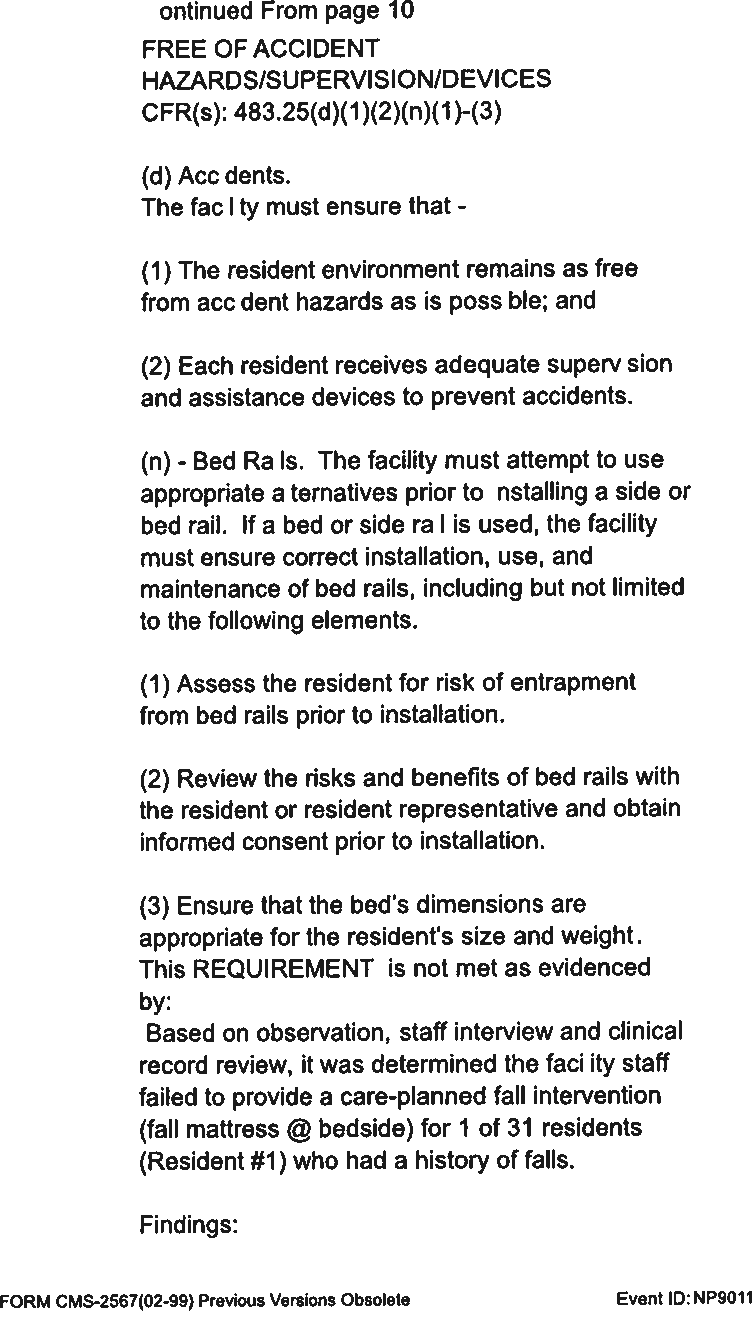 ontinued From page 10
FREE OF ACCIDENT
HAZARDS/SUPERVISION/DEVICES
CFR(s): 483.25(d)(1)(2)(n)(1)-(3)
(d) Acc dents.
The fac l ty must ensure that -
(1) The resident environment remains as free
from acc dent hazards as is poss ble; and
(2) Each resident receives adequate superv sion
and assistance devices to prevent accidents.
(n) - Bed Ra ls.  The facility must attempt to use
appropriate a ternatives prior to  nstalling a side or
bed rail.  If a bed or side ra l is used, the facility
must ensure correct installation, use, and
maintenance of bed rails, including but not limited
to the following elements.
(1) Assess the resident for risk of entrapment
from bed rails prior to installation.
(2) Review the risks and benefits of bed rails with
the resident or resident representative and obtain
informed consent prior to installation.
(3) Ensure that the bed's dimensions are
appropriate for the resident's size and weight.
This REQUIREMENT  is not met as evidenced
by:
Based on observation, staff interview and clinical
record review, it was determined the faci ity staff
failed to provide a care-planned fall intervention
(fall mattress @ bedside) for 1 of 31 residents
(Resident #1) who had a history of falls.
Findings:
FORM CMS-2567(02-99) Previous Versions Obsolete Event ID: NP9011